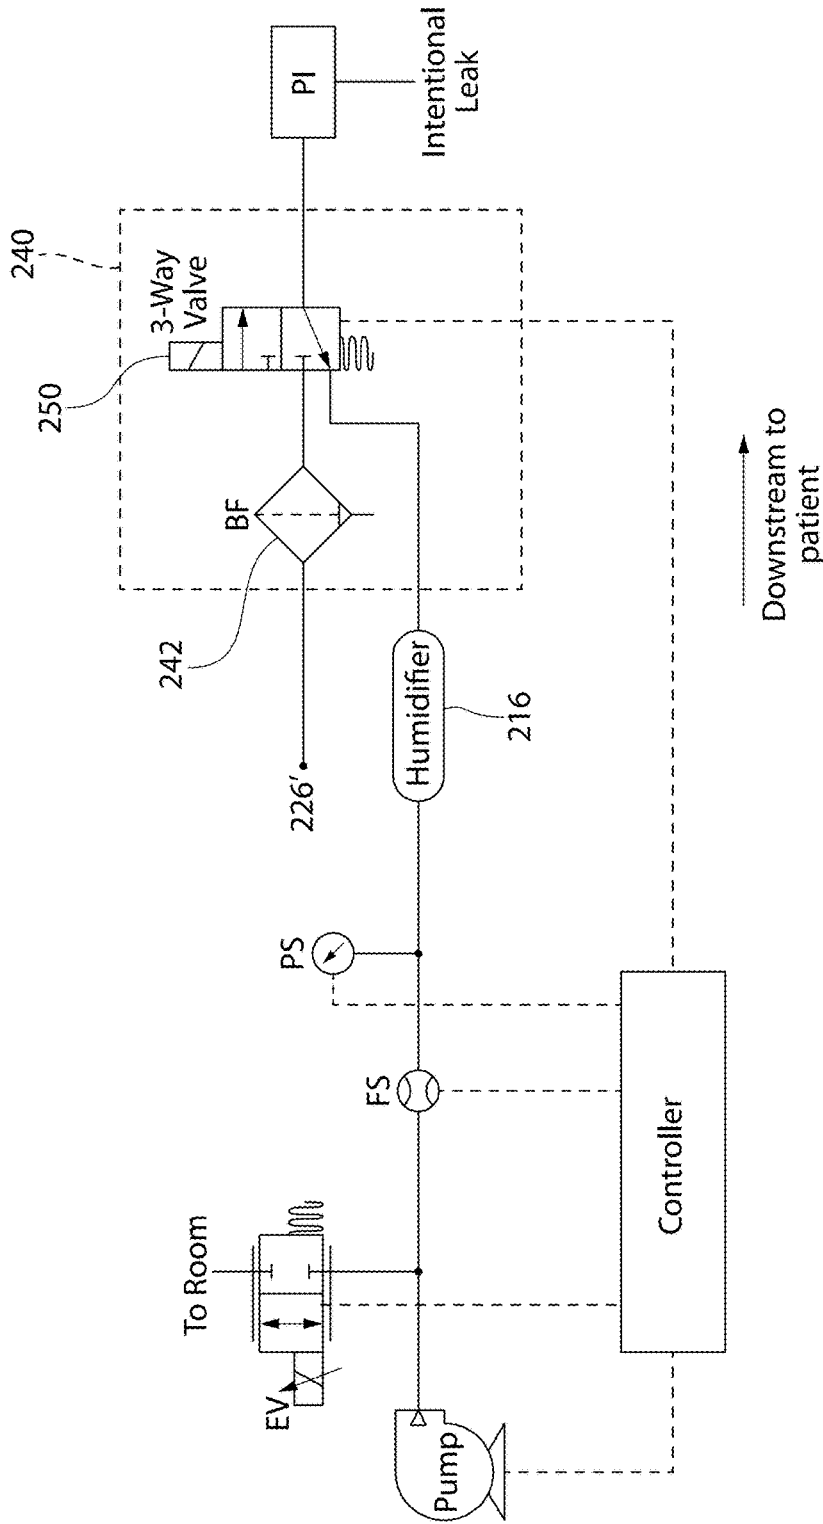 240
3-Way
Valve
250
BF
242
226'
PI
Intentional
Leak
Humidifier
216
PS
FS
To Room
EV
Pump
Controller
Downstream to
patient